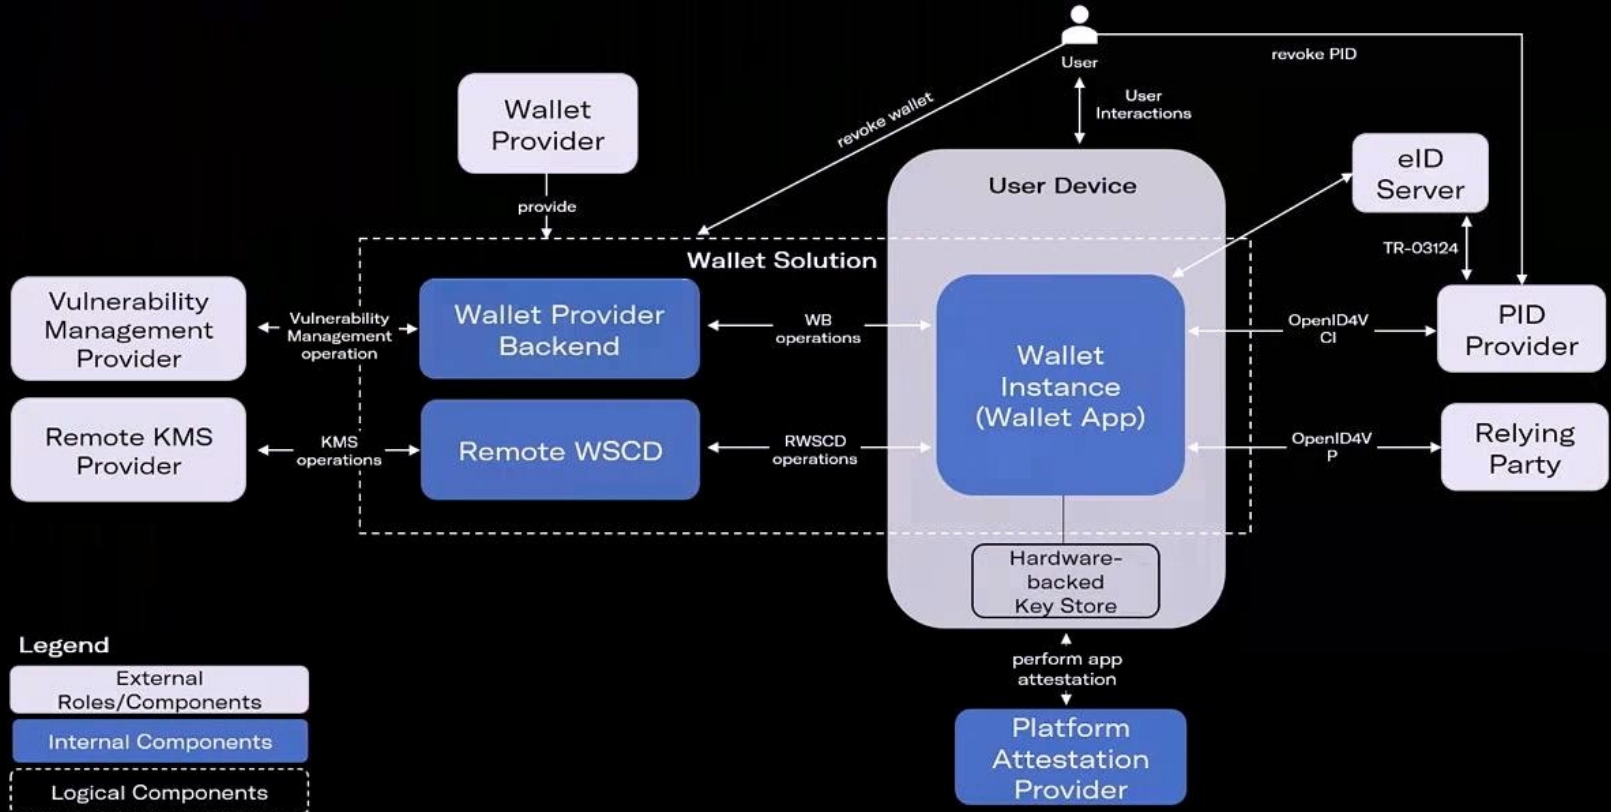 User
revoke PID
User
Interactions
revoke wallet
Wallet
Provider
provide
User Device
eID
Server
TR-03124
Wallet Solution
Vulnerability
Management
Provider
Vulnerability
Management
operation
Wallet Provider
Backend
WB
operations
Wallet
Instance
(Wallet App)
OpenID4V
CI
PID
Provider
Remote KMS
Provider
KMS
operations
Remote WSCD
RWSCD
operations
OpenID4V
P
Relying
Party
Hardware-
backed
Key Store
perform app
attestation
Platform
Attestation
Provider
Legend
External
Roles/Components
Internal Components
Logical Components